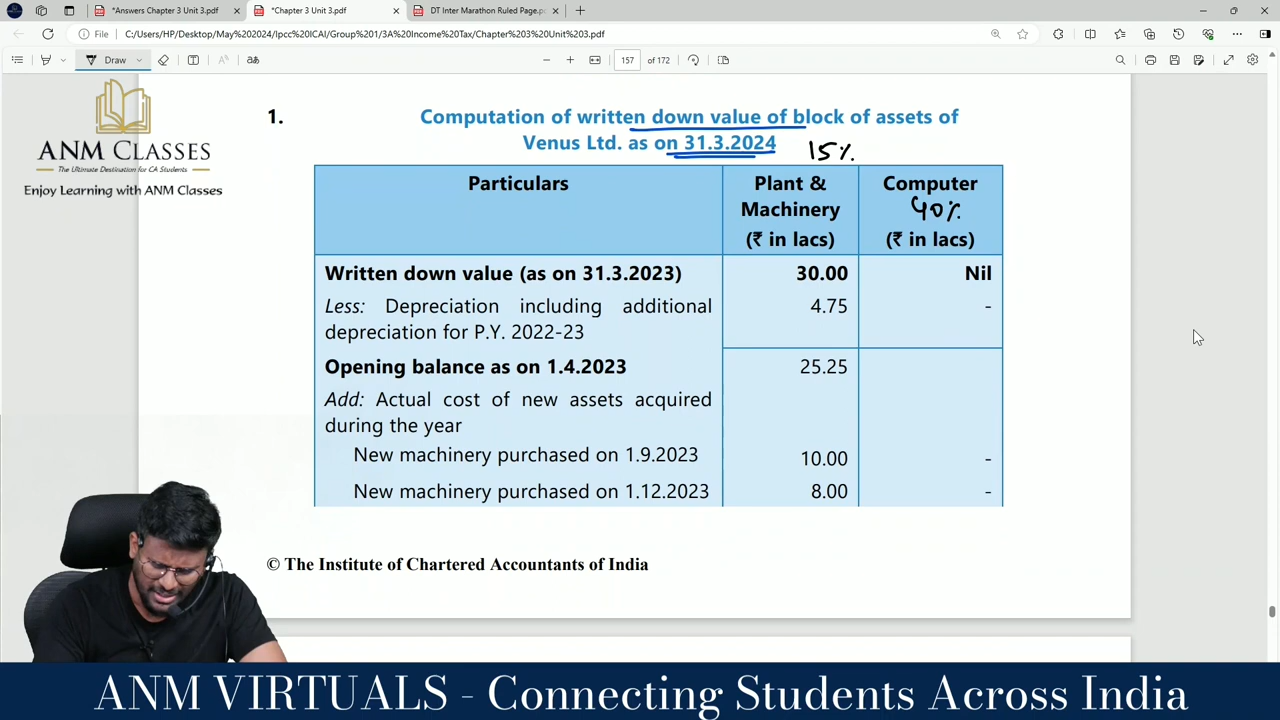 *Answers Chapter 3 Unit 3.pdf
*Chapter 3 Unit 3.pdf
DT Inter Marathon Ruled Page.p
File
C:/Users/HP/Desktop/May%202024/Ipcc%20ICAI/Group%201/3A%20Income%20Tax/Chapter%203%20Unit%203.pdf
Draw
157 of 172
ANM CLASSES
The Ultimate Destination for CA Students
Enjoy Learning with ANM Classes
1. Computation of written down value of block of assets of
Venus Ltd. as on 31.3.2024
15%
Particulars
Plant &
Machinery
(₹ in lacs)
Computer
40%
(₹ in lacs)
Written down value (as on 31.3.2023) 30.00 Nil
Less: Depreciation including additional 4.75 -
depreciation for P.Y. 2022-23
Opening balance as on 1.4.2023 25.25
Add: Actual cost of new assets acquired
during the year
New machinery purchased on 1.9.2023 10.00 -
New machinery purchased on 1.12.2023 8.00 -
© The Institute of Chartered Accountants of India
ANM VIRTUALS - Connecting Students Across India